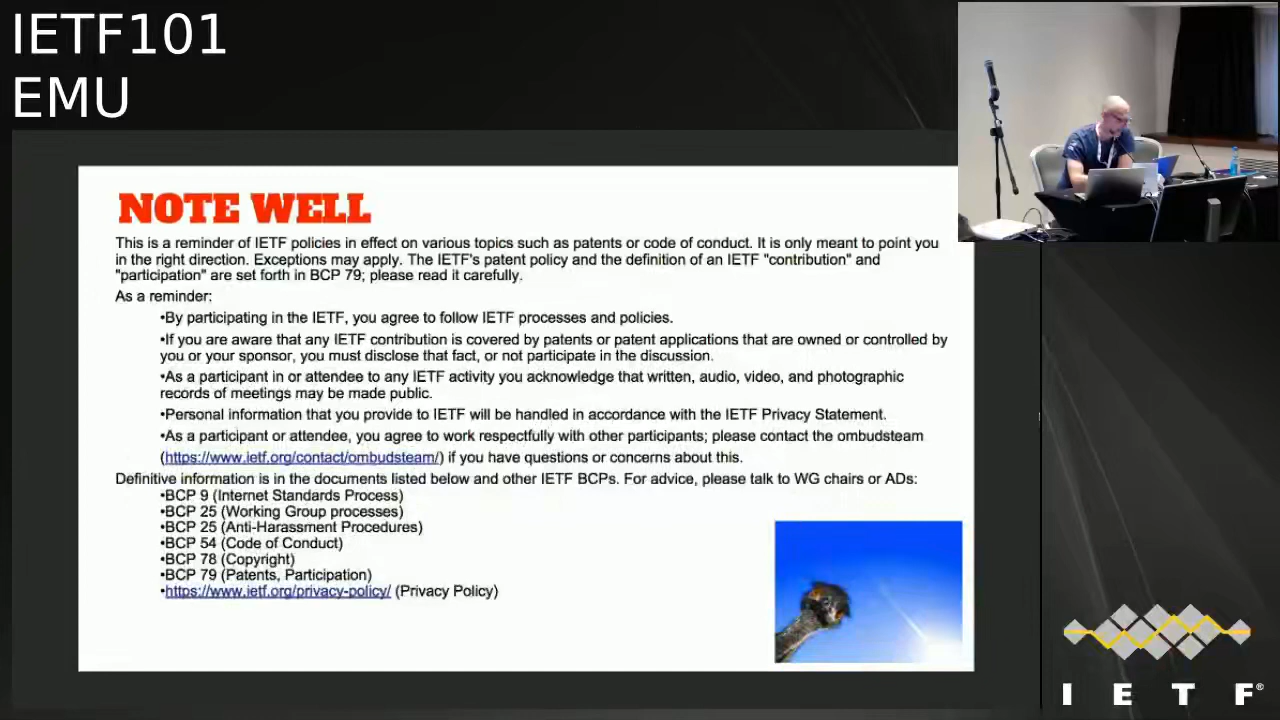 IETF101
EMU
NOTE WELL
This is a reminder of IETF policies in effect on various topics such as patents or code of conduct. It is only meant to point you
in the right direction. Exceptions may apply. The IETF's patent policy and the definition of an IETF "contribution" and
"participation" are set forth in BCP 79; please read it carefully.
As a reminder:
•By participating in the IETF, you agree to follow IETF processes and policies.
•If you are aware that any IETF contribution is covered by patents or patent applications that are owned or controlled by
you or your sponsor, you must disclose that fact, or not participate in the discussion.
•As a participant in or attendee to any IETF activity you acknowledge that written, audio, video, and photographic
records of meetings may be made public.
•Personal information that you provide to IETF will be handled in accordance with the IETF Privacy Statement.
•As a participant or attendee, you agree to work respectfully with other participants; please contact the ombudsteam
(https://www.ietf.org/contact/ombudsteam/) if you have questions or concerns about this.
Definitive information is in the documents listed below and other IETF BCPs. For advice, please talk to WG chairs or ADs:
•BCP 9 (Internet Standards Process)
•BCP 25 (Working Group processes)
•BCP 25 (Anti-Harassment Procedures)
•BCP 54 (Code of Conduct)
•BCP 78 (Copyright)
•BCP 79 (Patents, Participation)
•https://www.ietf.org/privacy-policy/ (Privacy Policy)
I E T F®